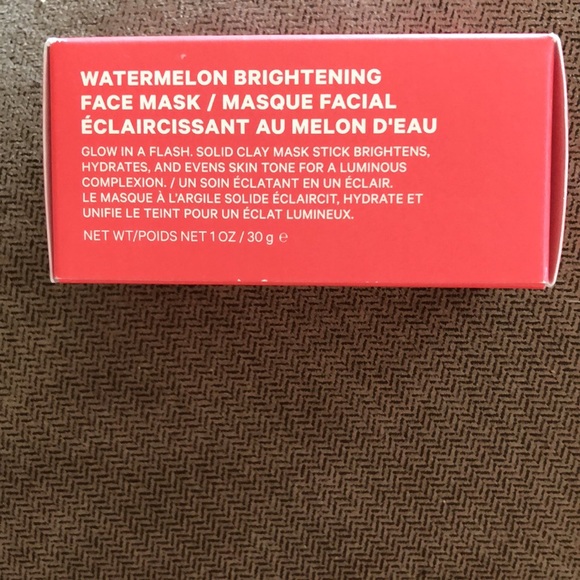 WATERMELON BRIGHTENING
FACE MASK / MASQUE FACIAL
ÉCLAIRCISSANT AU MELON D'EAU
GLOW IN A FLASH. SOLID CLAY MASK STICK BRIGHTENS,
HYDRATES, AND EVENS SKIN TONE FOR A LUMINOUS
COMPLEXION. / UN SOIN ÉCLATANT EN UN ÉCLAIR.
LE MASQUE À L'ARGILE SOLIDE ÉCLAIRCIT, HYDRATE ET
UNIFIE LE TEINT POUR UN ÉCLAT LUMINEUX.
NET WT/POIDS NET 1 OZ / 30 g ℮